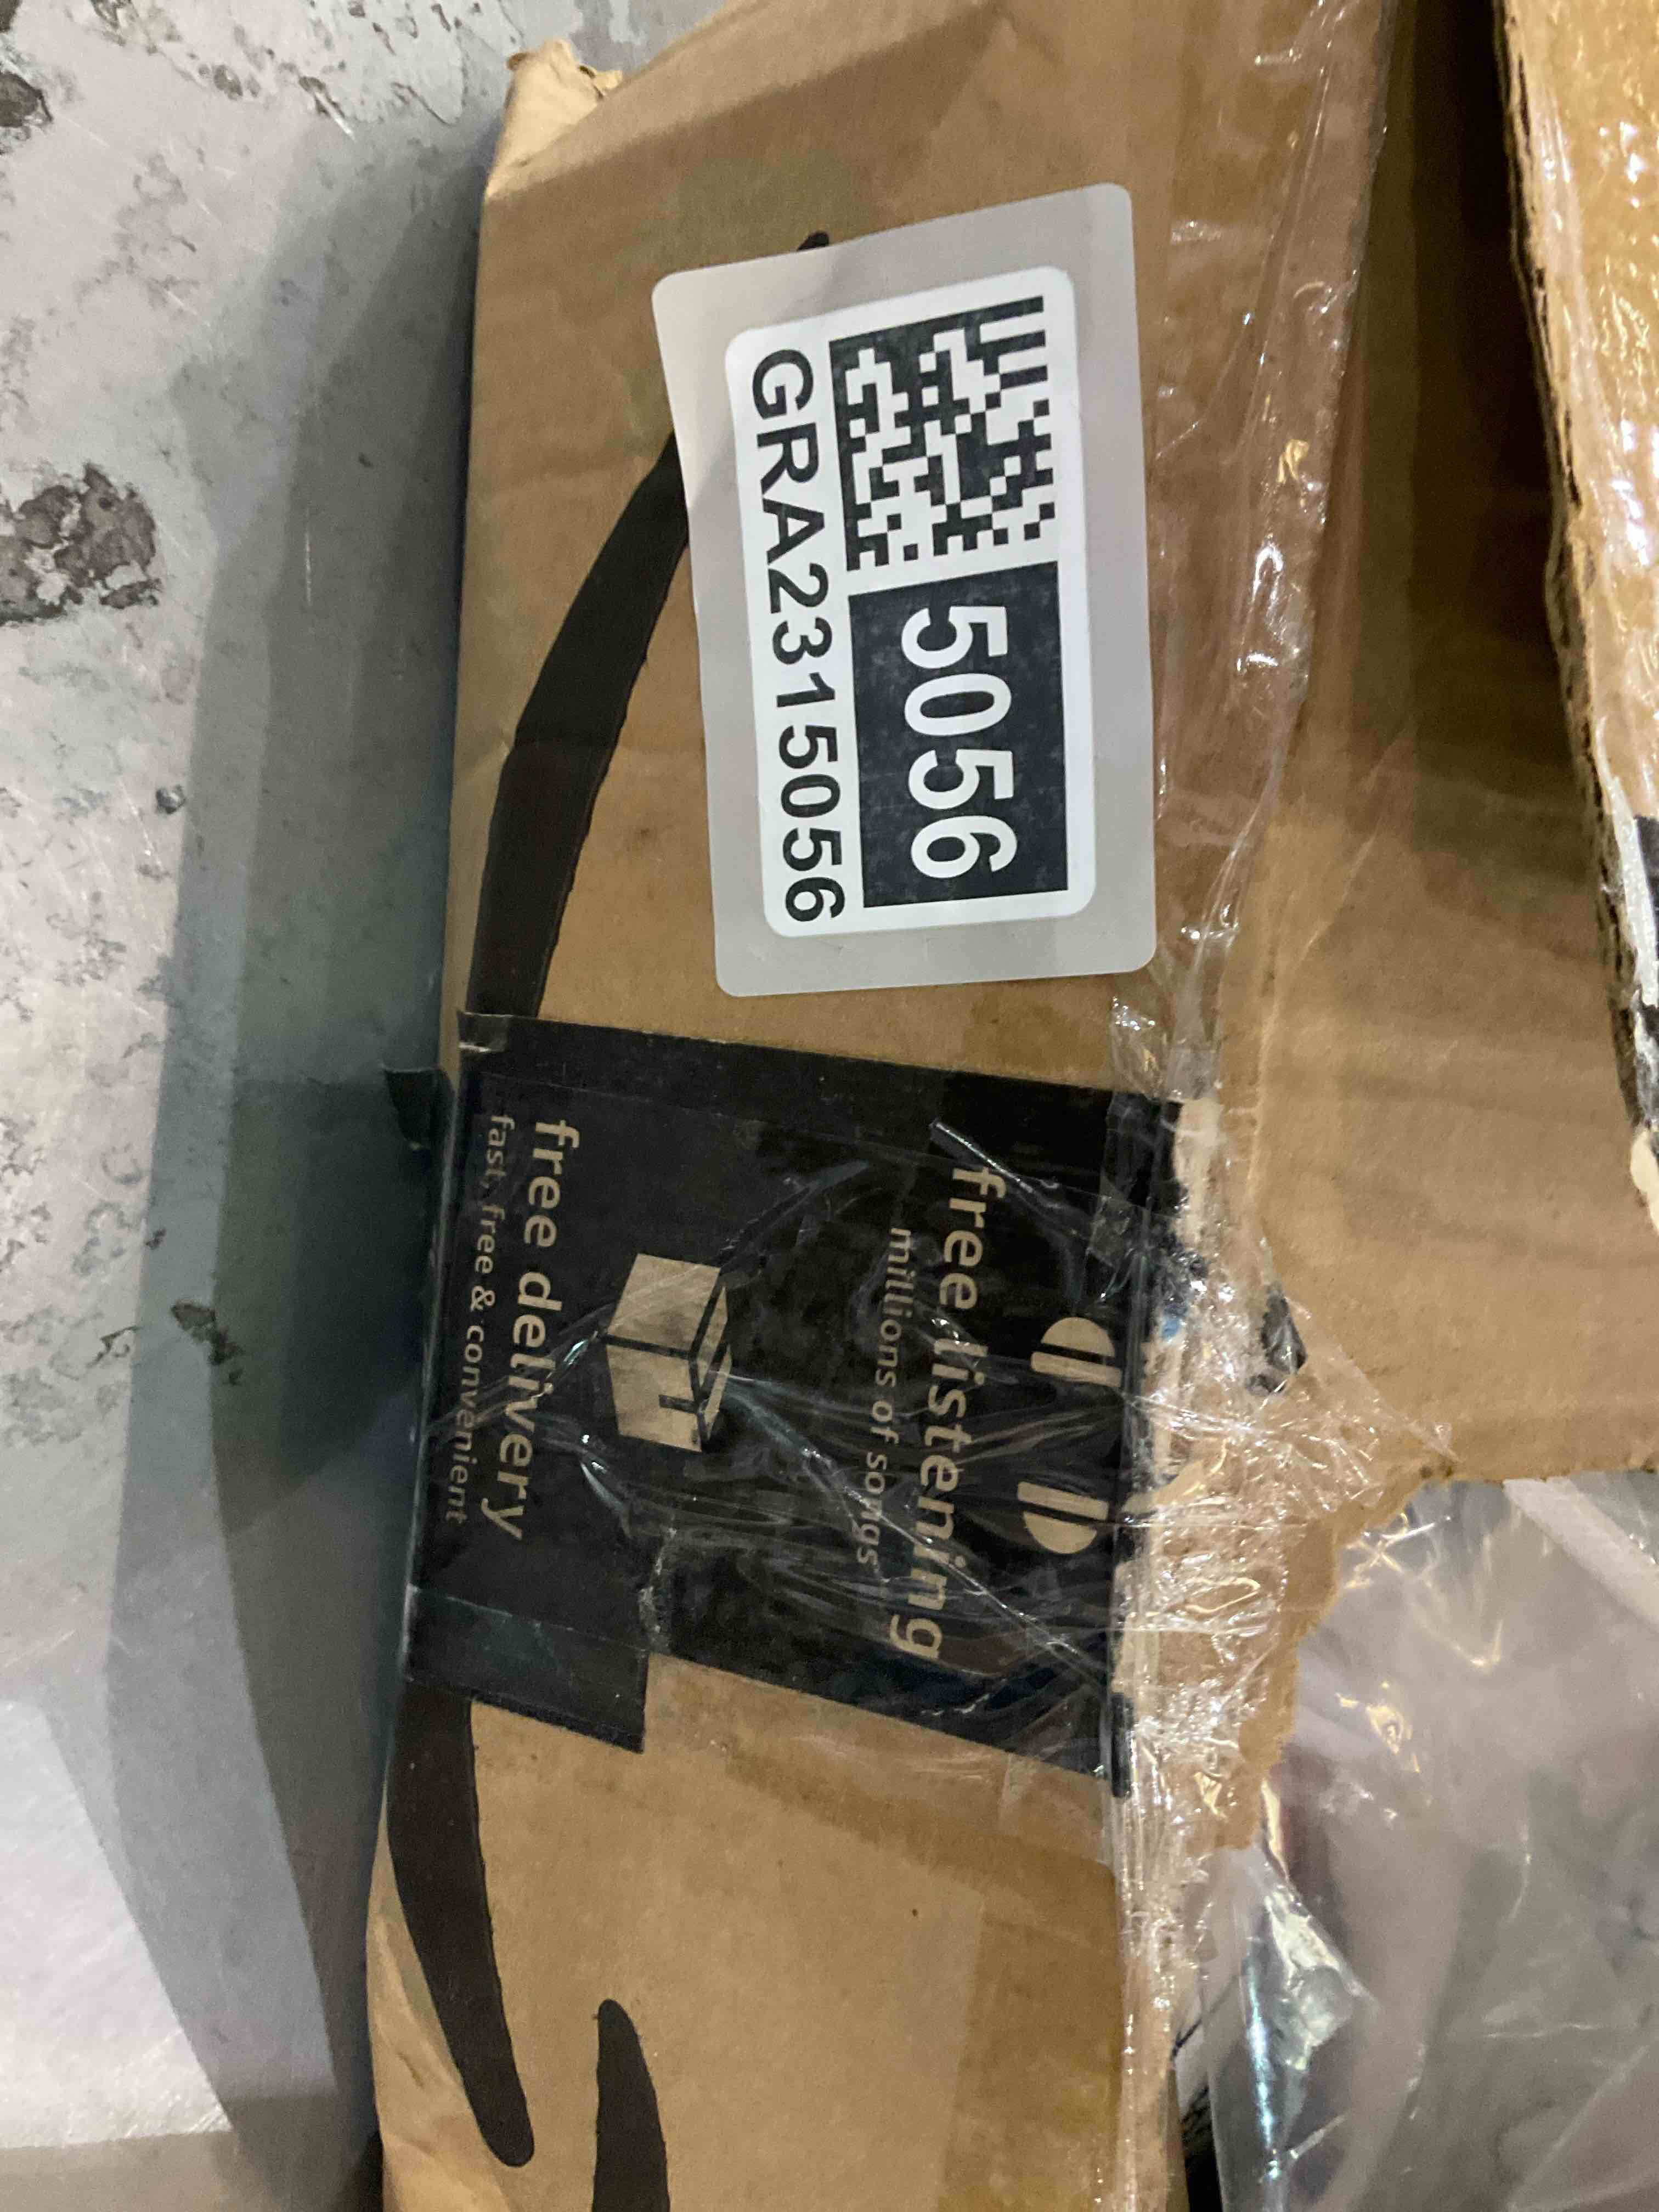 5056
GRA2315056
free listening
millions of songs
free delivery
fast, free & convenient